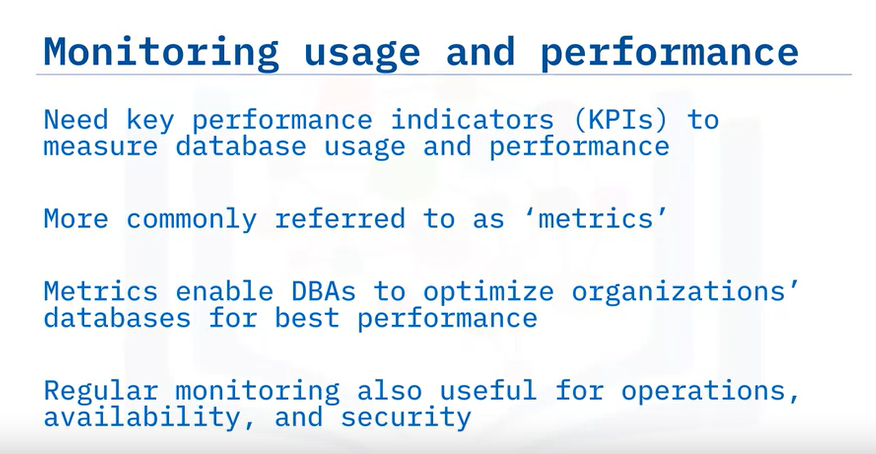 Monitoring usage and performance
Need key performance indicators (KPIs) to
measure database usage and performance
More commonly referred to as ‘metrics’
Metrics enable DBAs to optimize organizations’
databases for best performance
Regular monitoring also useful for operations,
availability, and security